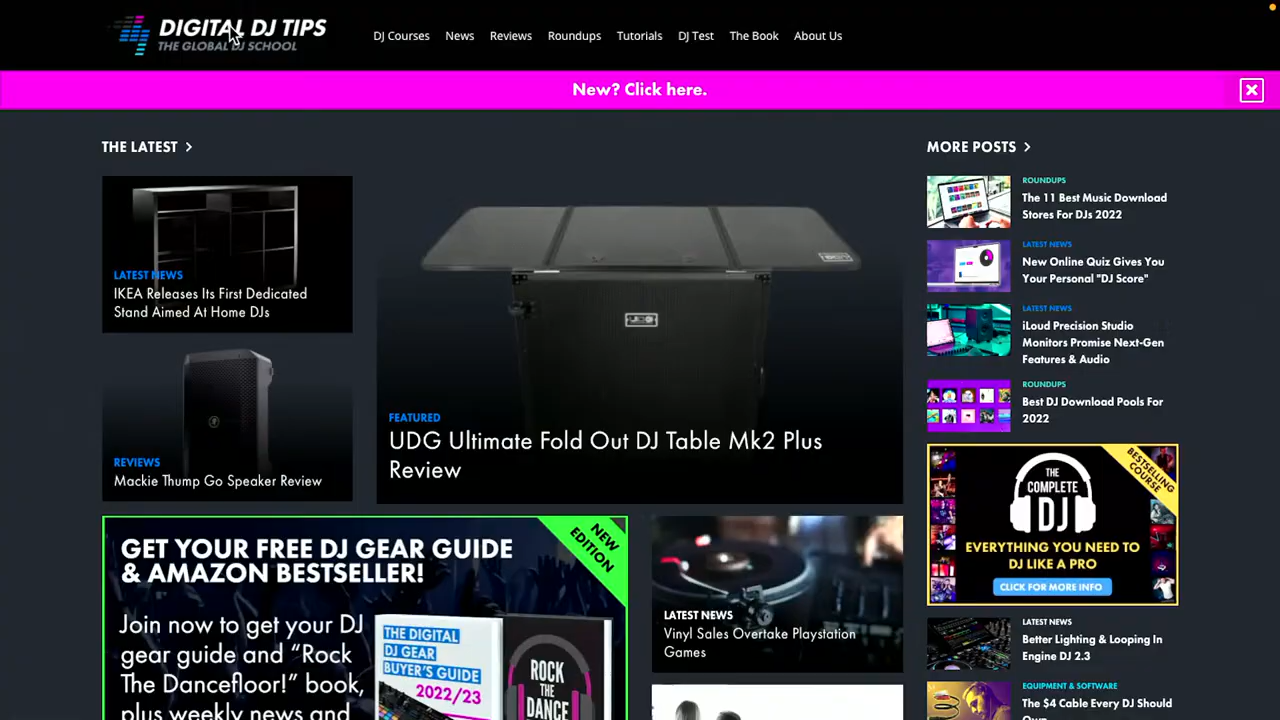 DIGITAL DJ TIPS
THE GLOBAL DJ SCHOOL
DJ Courses
News
Reviews
Roundups
Tutorials
DJ Test
The Book
About Us
New? Click here.
THE LATEST
LATEST NEWS
IKEA Releases Its First Dedicated
Stand Aimed At Home DJs
REVIEWS
Mackie Thump Go Speaker Review
UDG
FEATURED
UDG Ultimate Fold Out DJ Table Mk2 Plus
Review
MORE POSTS
ROUNDUPS
The 11 Best Music Download
Stores For DJs 2022
LATEST NEWS
New Online Quiz Gives You
Your Personal "DJ Score"
LATEST NEWS
iLoud Precision Studio
Monitors Promise Next-Gen
Features & Audio
ROUNDUPS
Best DJ Download Pools For
2022
BESTSELLING
COURSE
THE
COMPLETE
DJ
EVERYTHING YOU NEED TO
DJ LIKE A PRO
CLICK FOR MORE INFO
LATEST NEWS
Better Lighting & Looping In
Engine DJ 2.3
EQUIPMENT & SOFTWARE
The $4 Cable Every DJ Should
Own
GET YOUR FREE DJ GEAR GUIDE
& AMAZON BESTSELLER!
NEW
EDITION
Join now to get your DJ
gear guide and “Rock
The Dancefloor!” book,
plus weekly news and
THE DIGITAL
DJ GEAR
BUYER'S GUIDE
2022/23
ROCK
THE
DANCE
LATEST NEWS
Vinyl Sales Overtake Playstation
Games